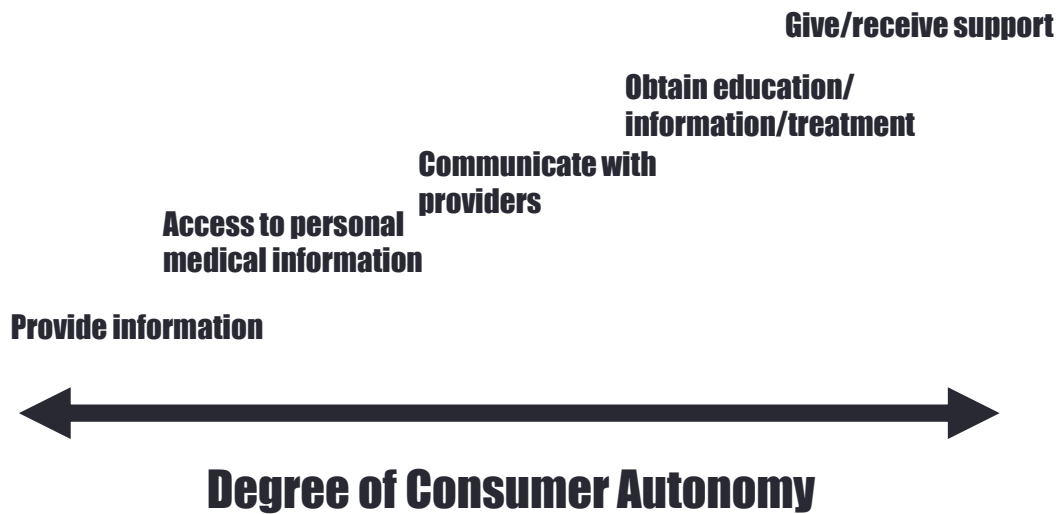 Give/receive support
Obtain education/
information/treatment
Communicate with
providers
Access to personal
medical information
Provide information
Degree of Consumer Autonomy